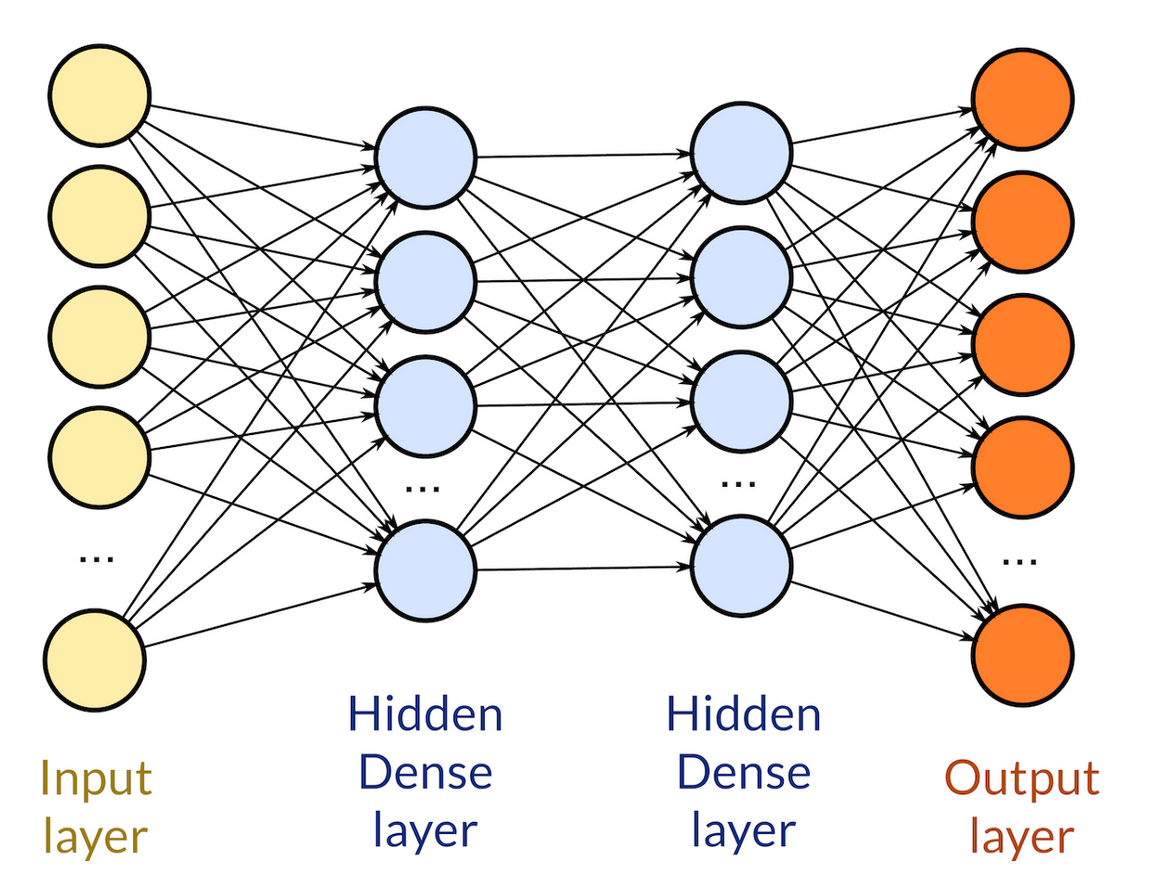 ...
...
...
...
Input
layer
Hidden
Dense
layer
Hidden
Dense
layer
Output
layer